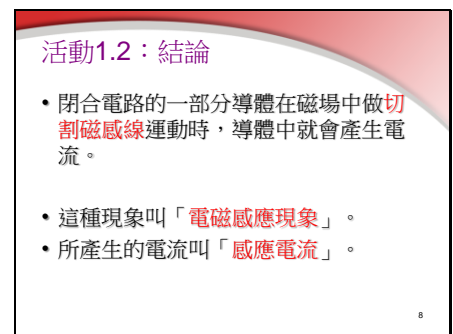 活動1.2：結論
• 閉合電路的一部分導體在磁場中做切
割磁感線運動時，導體中就會產生電
流。
• 這種現象叫「電磁感應現象」。
• 所產生的電流叫「感應電流」。
8